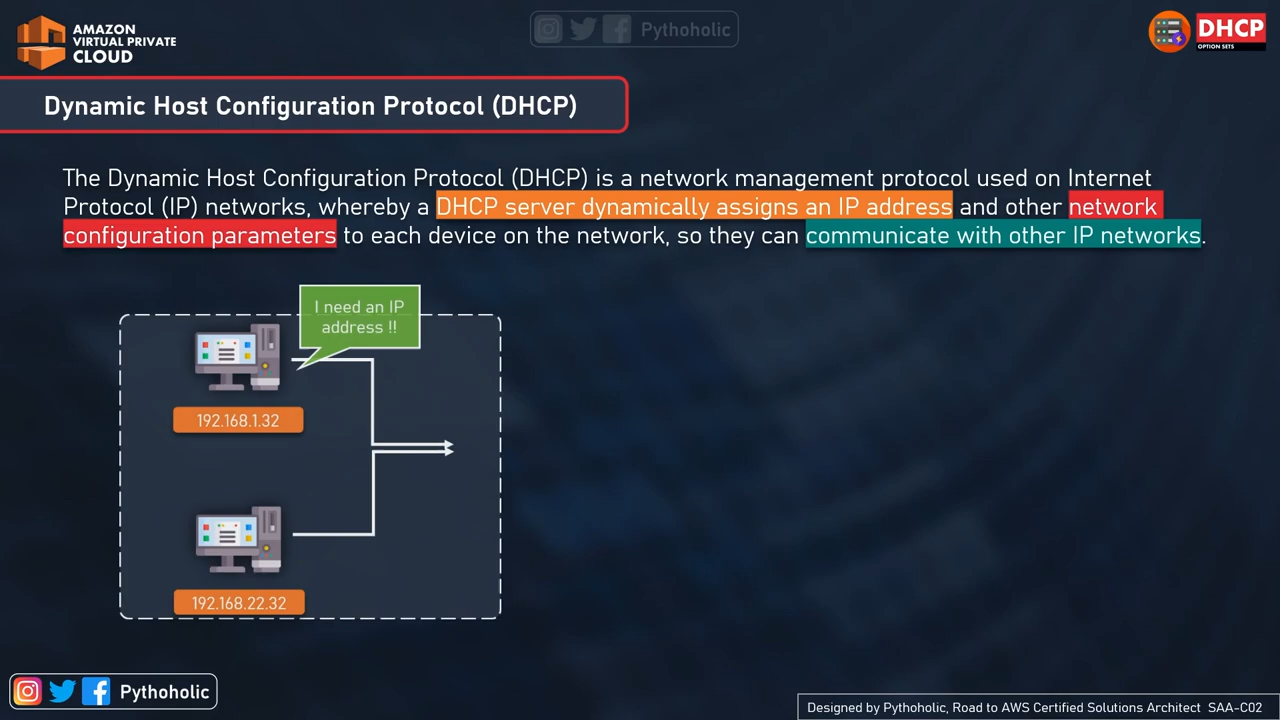 AMAZON
VIRTUAL PRIVATE
CLOUD
Pythoholic
DHCP
OPTION SETS
Dynamic Host Configuration Protocol (DHCP)
The Dynamic Host Configuration Protocol (DHCP) is a network management protocol used on Internet
Protocol (IP) networks, whereby a DHCP server dynamically assigns an IP address and other network
configuration parameters to each device on the network, so they can communicate with other IP networks.
I need an IP
address !!
192.168.1.32
192.168.22.32
Pythoholic
Designed by Pythoholic, Road to AWS Certified Solutions Architect SAA-C02